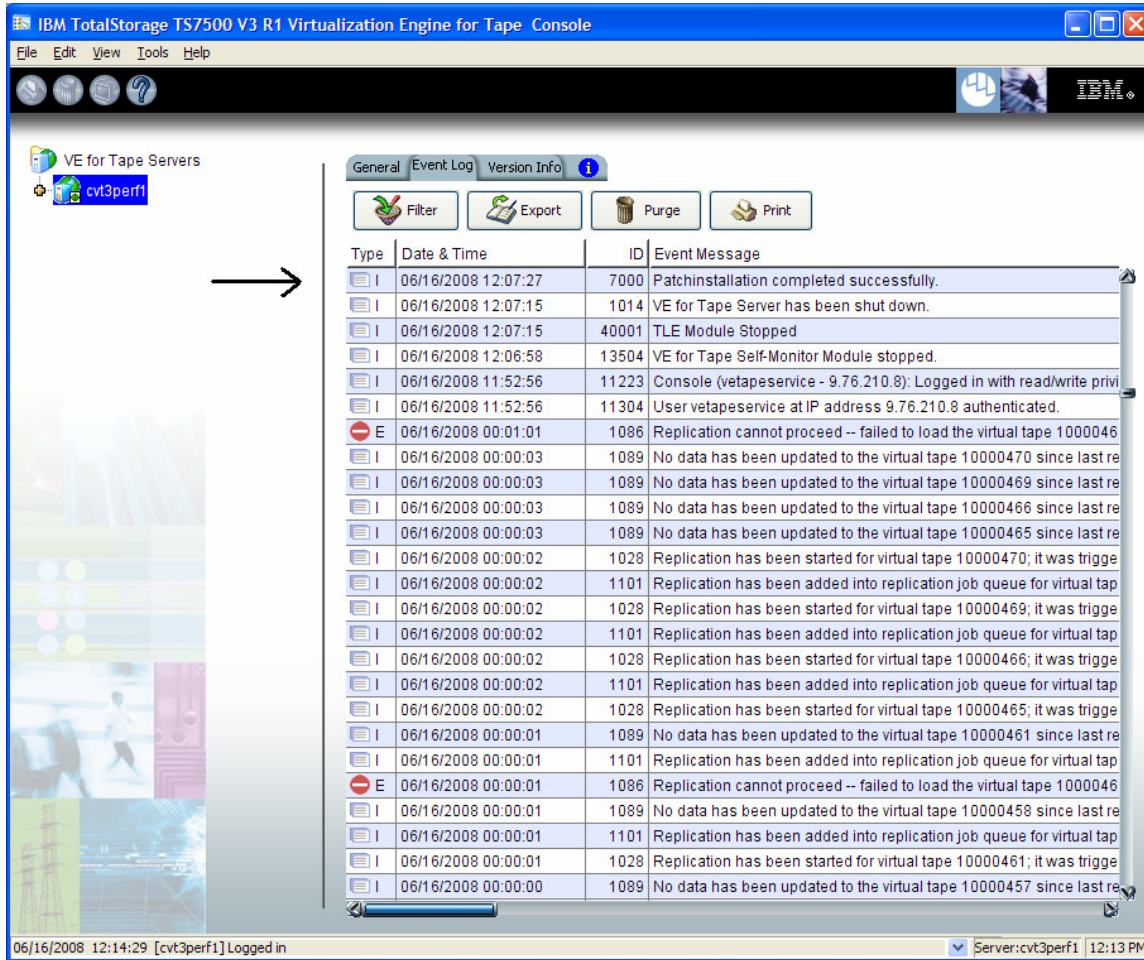 IBM TotalStorage TS7500 V3 R1 Virtualization Engine for Tape Console
File Edit View Tools Help
IBM
VE for Tape Servers
cvt3perf1
General Event Log Version Info
Filter Export Purge Print
Type Date & Time ID Event Message
I 06/16/2008 12:07:27 7000 Patchinstallation completed successfully.
I 06/16/2008 12:07:15 1014 VE for Tape Server has been shut down.
I 06/16/2008 12:07:15 40001 TLE Module Stopped
I 06/16/2008 12:06:58 13504 VE for Tape Self-Monitor Module stopped.
I 06/16/2008 11:52:56 11223 Console (vetapeservice - 9.76.210.8): Logged in with read/write privi
I 06/16/2008 11:52:56 11304 User vetapeservice at IP address 9.76.210.8 authenticated.
E 06/16/2008 00:01:01 1086 Replication cannot proceed -- failed to load the virtual tape 1000046
I 06/16/2008 00:00:03 1089 No data has been updated to the virtual tape 10000470 since last re
I 06/16/2008 00:00:03 1089 No data has been updated to the virtual tape 10000469 since last re
I 06/16/2008 00:00:03 1089 No data has been updated to the virtual tape 10000466 since last re
I 06/16/2008 00:00:03 1089 No data has been updated to the virtual tape 10000465 since last re
I 06/16/2008 00:00:02 1028 Replication has been started for virtual tape 10000470; it was trigge
I 06/16/2008 00:00:02 1101 Replication has been added into replication job queue for virtual tap
I 06/16/2008 00:00:02 1028 Replication has been started for virtual tape 10000469; it was trigge
I 06/16/2008 00:00:02 1101 Replication has been added into replication job queue for virtual tap
I 06/16/2008 00:00:02 1028 Replication has been started for virtual tape 10000466; it was trigge
I 06/16/2008 00:00:02 1101 Replication has been added into replication job queue for virtual tap
I 06/16/2008 00:00:02 1028 Replication has been started for virtual tape 10000465; it was trigge
I 06/16/2008 00:00:01 1089 No data has been updated to the virtual tape 10000461 since last re
I 06/16/2008 00:00:01 1101 Replication has been added into replication job queue for virtual tap
E 06/16/2008 00:00:01 1086 Replication cannot proceed -- failed to load the virtual tape 1000046
I 06/16/2008 00:00:01 1089 No data has been updated to the virtual tape 10000458 since last re
I 06/16/2008 00:00:01 1101 Replication has been added into replication job queue for virtual tap
I 06/16/2008 00:00:01 1028 Replication has been started for virtual tape 10000461; it was trigge
I 06/16/2008 00:00:00 1089 No data has been updated to the virtual tape 10000457 since last re
06/16/2008 12:14:29 [cvt3perf1] Logged in Server:cvt3perf1 12:13 PM